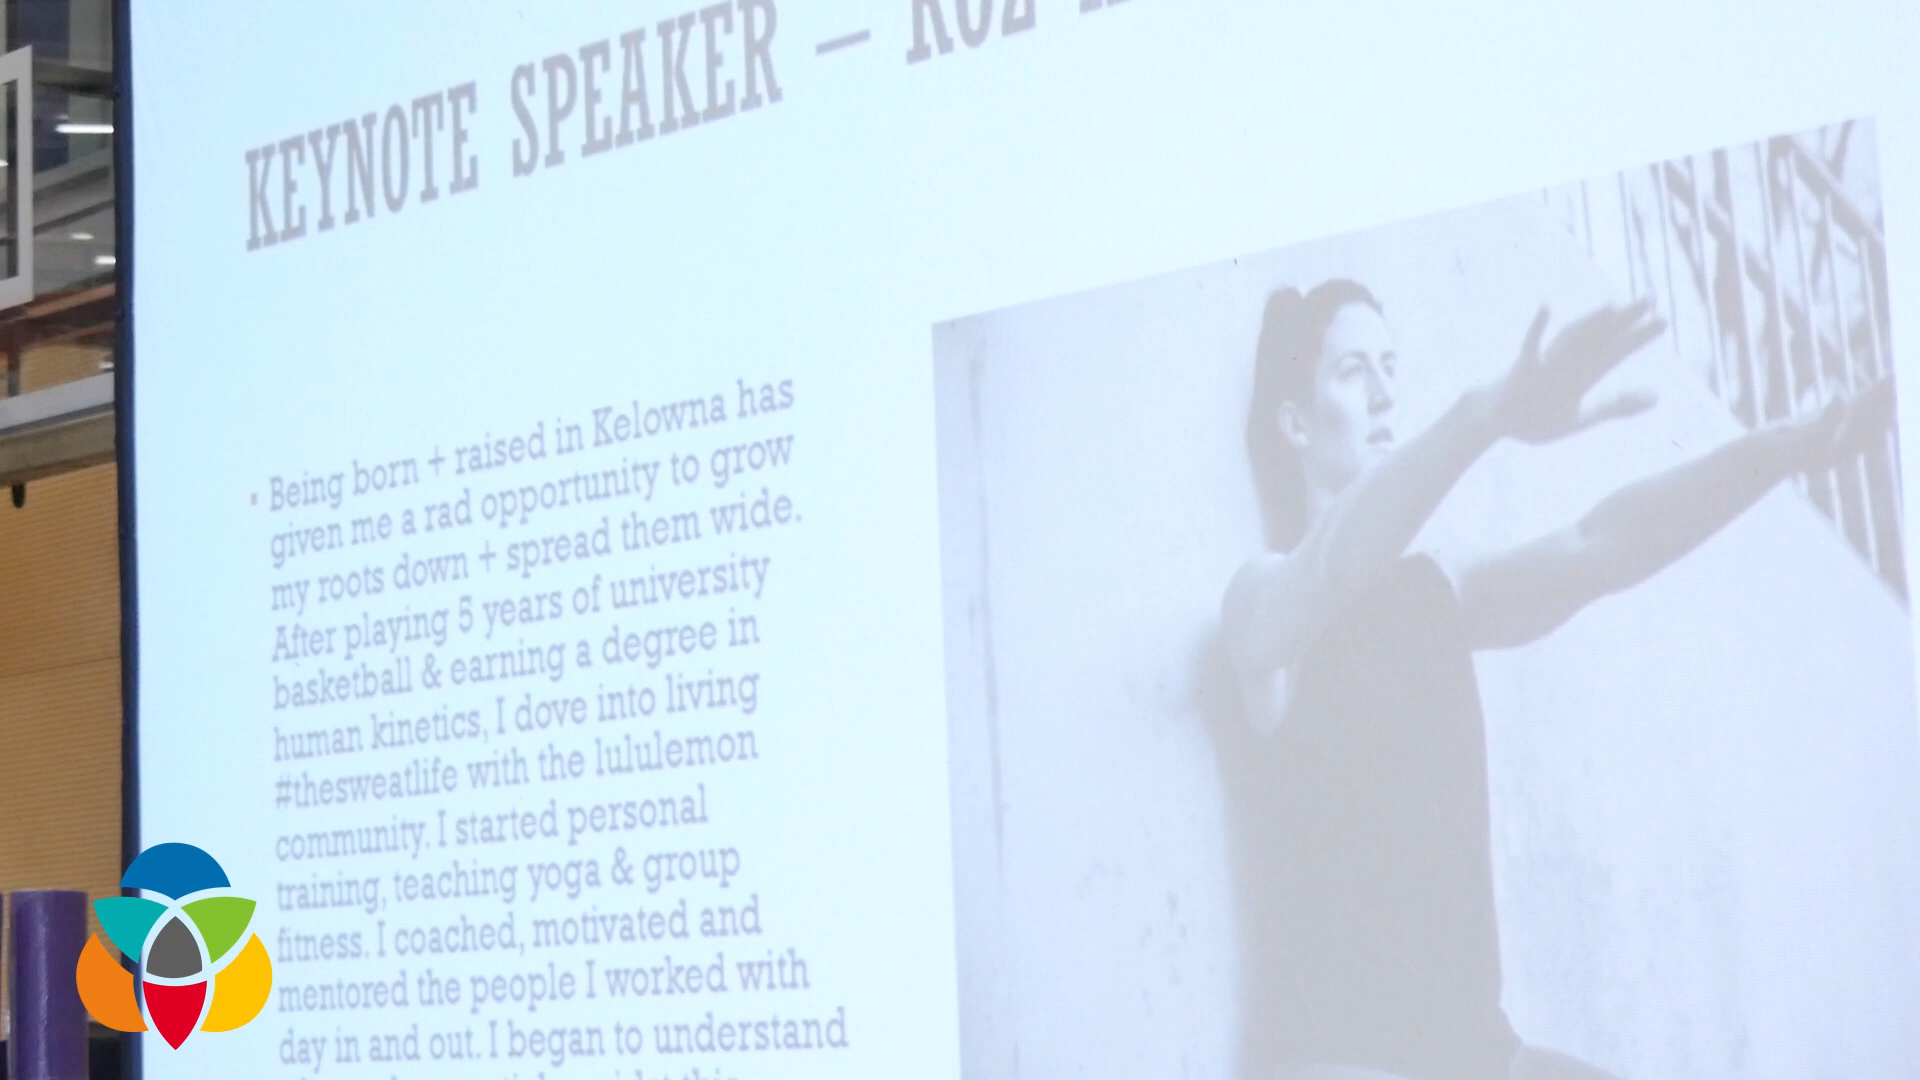 KEYNOTE SPEAKER –
Being born + raised in Kelowna has
given me a rad opportunity to grow
my roots down + spread them wide.
After playing 5 years of university
basketball & earning a degree in
human kinetics, I dove into living
#thesweatlife with the lululemon
community. I started personal
training, teaching yoga & group
fitness. I coached, motivated and
mentored the people I worked with
day in and out. I began to understand